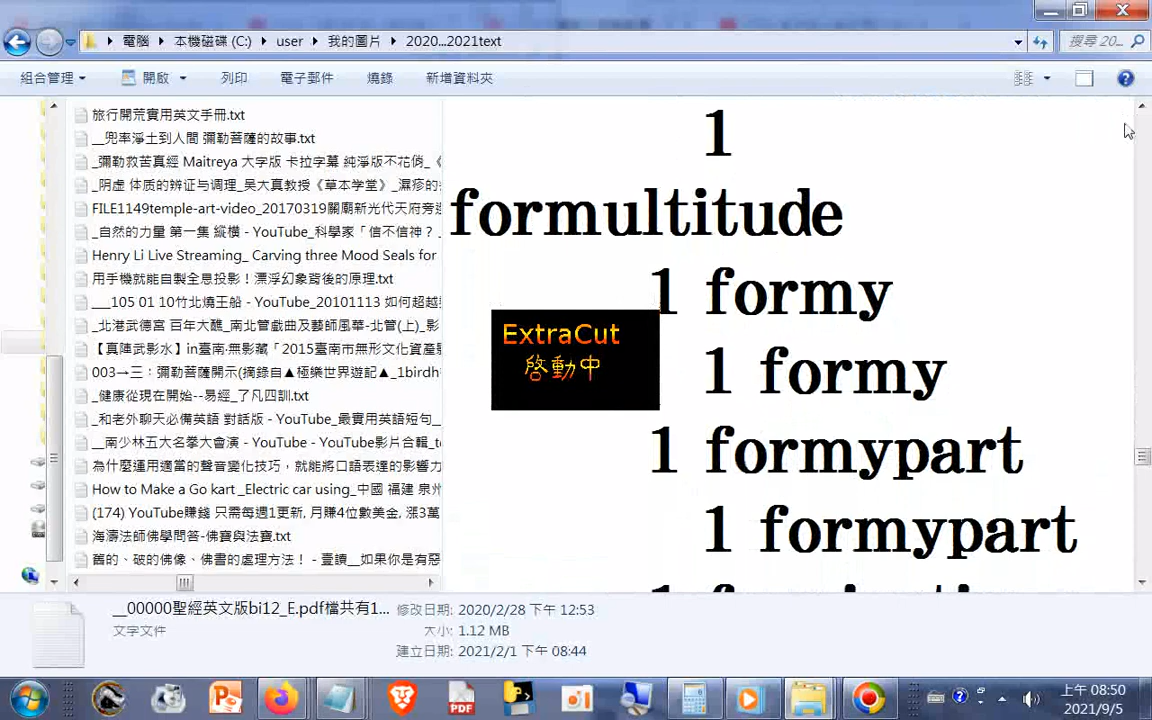 電腦 本機磁碟 (C:) user 我的圖片 2020...2021text 搜尋 20...
組合管理 開啟 列印 電子郵件 燒錄 新增資料夾
旅行開荒實用英文手冊.txt
__兜率淨土到人間 彌勒菩薩的故事.txt
_彌勒救苦真經 Maitreya 大字版 卡拉字幕 純淨版不花俏_《
_阴虚 体质的辨证与调理_吴大真教授《草本学堂》_濕疹的
FILE1149temple-art-video_20170319關廟新光代天府旁
_自然的力量 第一集 縱橫 - YouTube_科學家「信不信神？
Henry Li Live Streaming_ Carving three Mood Seals for
用手機就能自製全息投影！漂浮幻象背後的原理.txt
___105 01 10竹北燒王船 - YouTube_20101113 如何超越
_北港武德宮 百年大醮_南北管戲曲及藝師風華-北管(上)_影
【真陣武影水】in臺南·無影藏「2015臺南市無形文化資產
003→三：彌勒菩薩開示(摘錄自▲極樂世界遊記▲_1birdh
_健康從現在開始--易經_了凡四訓.txt
_和老外聊天必備英語 對話版 - YouTube_最實用英語短句_
__南少林五大名拳大會演 - YouTube - YouTube影片合輯_to
為什麼運用適當的聲音變化技巧，就能將口語表達的影響力
How to Make a Go kart _Electric car using_中國 福建 泉州
(174) YouTube賺錢 只需每週1更新, 月賺4位數美金, 漲3萬
海濤法師佛學問答-佛寶與法寶.txt
舊的、破的佛像、佛書的處理方法！ - 壹讀__如果你是有惡
1
formultitude
1 formy
1 formy
1 formypart
1 formypart
ExtraCut
啓動中
__00000聖經英文版bi12_E.pdf檔共有1... 修改日期: 2020/2/28 下午 12:53
文字文件 大小: 1.12 MB
建立日期: 2021/2/1 下午 08:44
PDF
上午 08:50
2021/9/5